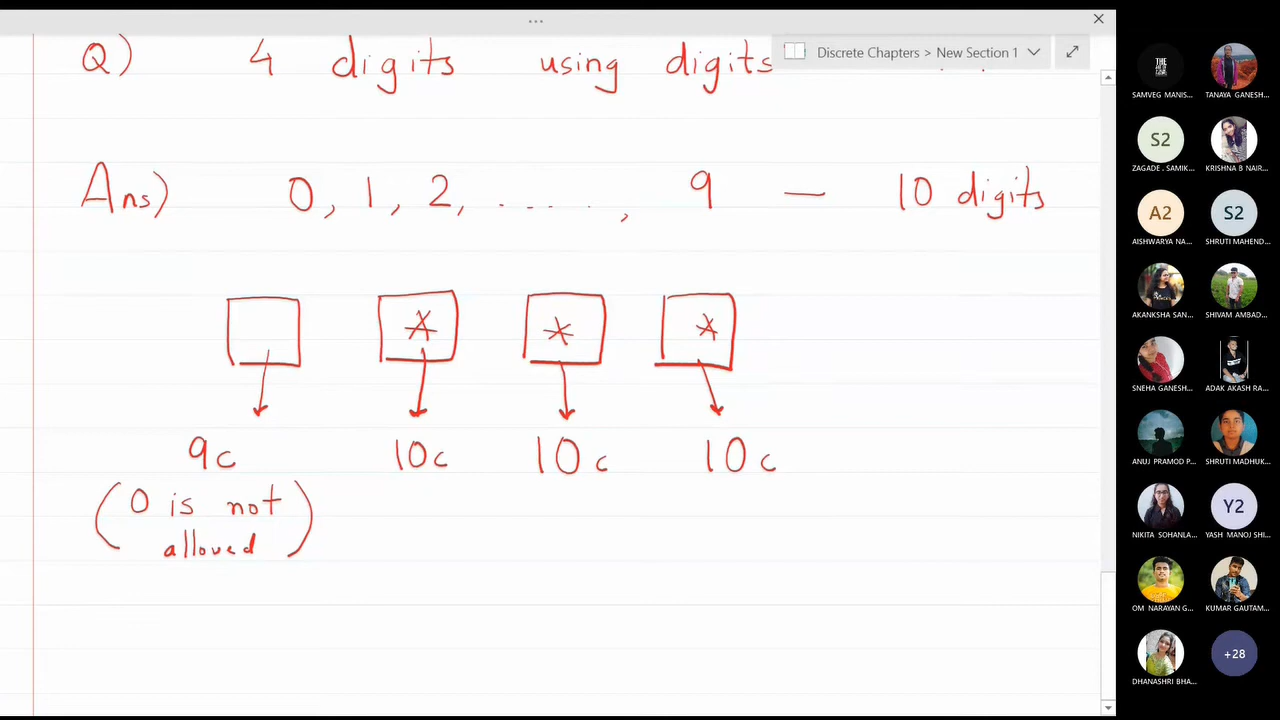 Discrete Chapters > New Section 1
Q) 4 digits using digits
Ans) 0, 1, 2, ......, 9 — 10 digits
* * *
9c 10c 10c 10c
(0 is not
alloved)
SAMVEG MANIS...
TANAYA GANESH...
S2
ZAGADE . SAMIK...
KRISHNA B NAIR...
A2
AISHWARYA NA...
S2
SHRUTI MAHEND...
AKANKSHA SAN...
SHIVAM AMBAD...
SNEHA GANESH...
ADAK AKASH RA...
ANUJ PRAMOD P...
SHRUTI MADHUK...
NIKITA SOHANLA...
Y2
YASH MANOJ SHI...
OM NARAYAN G...
KUMAR GAUTAM...
DHANASHRI BHA...
+28